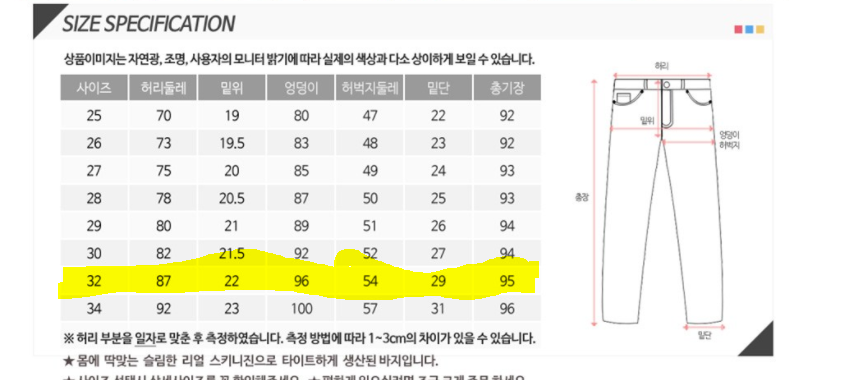 SIZE SPECIFICATION
상품이미지는 자연광, 조명, 사용자의 모니터 밝기에 따라 실제의 색상과 다소 상이하게 보일 수 있습니다.
사이즈 허리둘레 밑위 엉덩이 허벅지둘레 밑단 총기장
25 70 19 80 47 22 92
26 73 19.5 83 48 23 92
27 75 20 85 49 24 93
28 78 20.5 87 50 25 93
29 80 21 89 51 26 94
30 82 21.5 92 52 27 94
32 87 22 96 54 29 95
34 92 23 100 57 31 96
※ 허리 부분을 일자로 맞춘 후 측정하였습니다. 측정 방법에 따라 1~3cm의 차이가 있을 수 있습니다.
★ 몸에 딱맞는 슬림한 리얼 스키니진으로 타이트하게 생산된 바지입니다.
허리
밑위
엉덩이
허벅지
총장
밑단